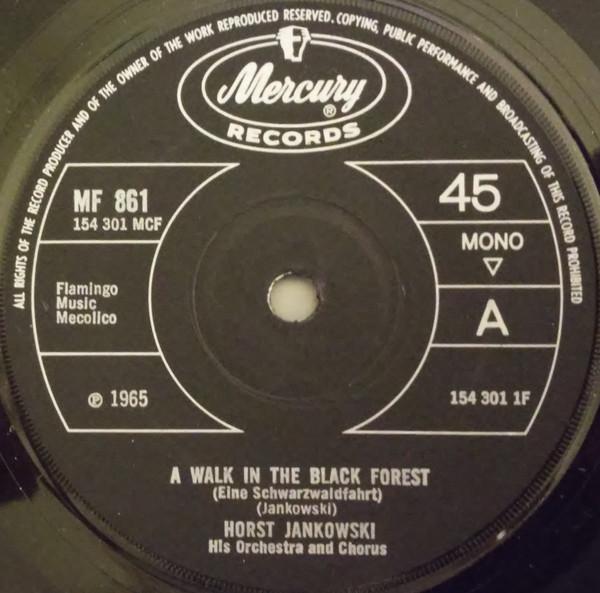 ALL RIGHTS OF THE RECORD PRODUCER AND OF THE OWNER OF THE WORK REPRODUCED RESERVED. COPYING, PUBLIC PERFORMANCE AND BROADCASTING OF THIS RECORD PROHIBITED
Mercury ®
RECORDS
MF 861
154 301 MCF
45
MONO
Flamingo
Music
Mecolico
A
℗ 1965
154 301 1F
A WALK IN THE BLACK FOREST
(Eine Schwarzwaldfahrt)
(Jankowski)
HORST JANKOWSKI
His Orchestra and Chorus